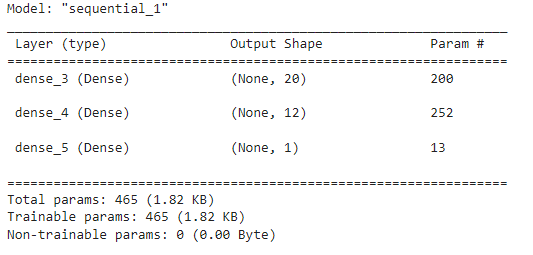 Model: "sequential_1"
_________________________________________________________________
Layer (type) Output Shape Param #
=================================================================
dense_3 (Dense) (None, 20) 200
dense_4 (Dense) (None, 12) 252
dense_5 (Dense) (None, 1) 13
=================================================================
Total params: 465 (1.82 KB)
Trainable params: 465 (1.82 KB)
Non-trainable params: 0 (0.00 Byte)